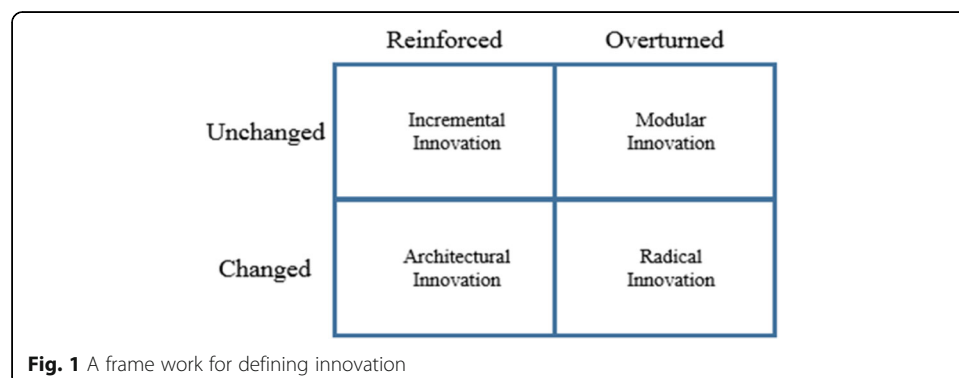 Reinforced Overturned
Unchanged
Incremental
Innovation
Modular
Innovation
Changed
Architectural
Innovation
Radical
Innovation
Fig. 1 A frame work for defining innovation